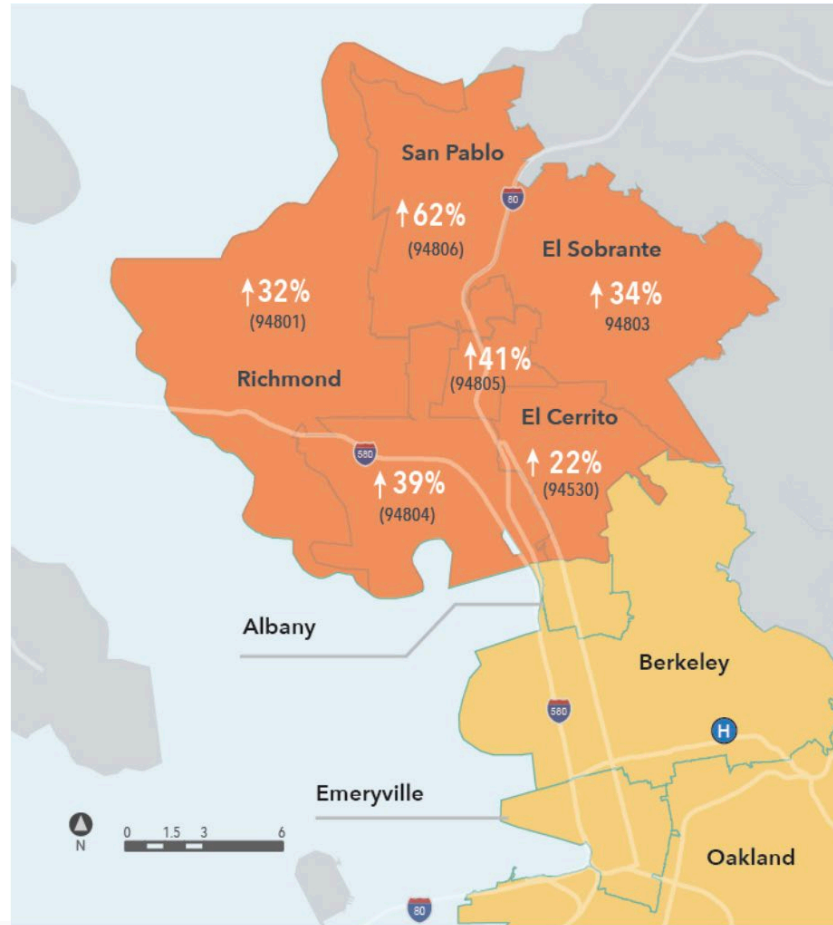 San Pablo
↑62%
(94806)
80
El Sobrante
↑34%
94803
↑32%
(94801)
Richmond
↑41%
(94805)
El Cerrito
↑22%
(94530)
580
↑39%
(94804)
Albany
Berkeley
580
H
Emeryville
N
0 1.5 3 6
Oakland
80